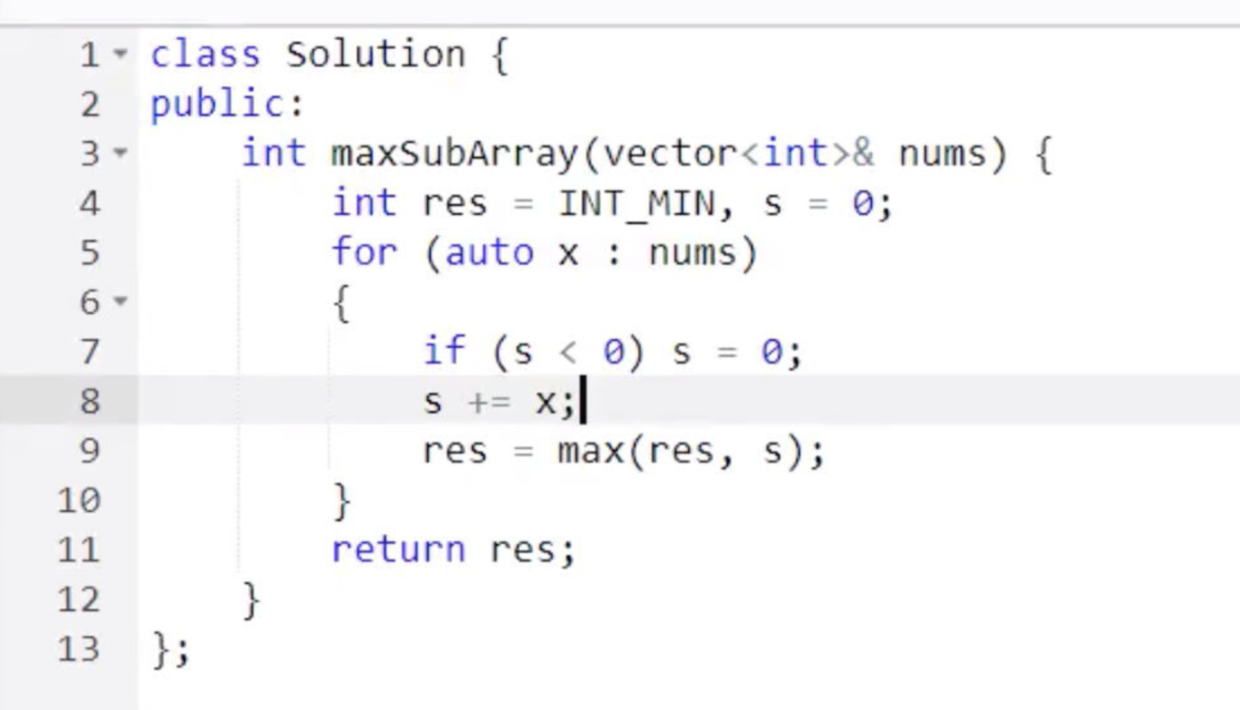 1 class Solution {
2 public:
3     int maxSubArray(vector<int>& nums) {
4         int res = INT_MIN, s = 0;
5         for (auto x : nums)
6         {
7             if (s < 0) s = 0;
8             s += x;
9             res = max(res, s);
10         }
11         return res;
12     }
13 };